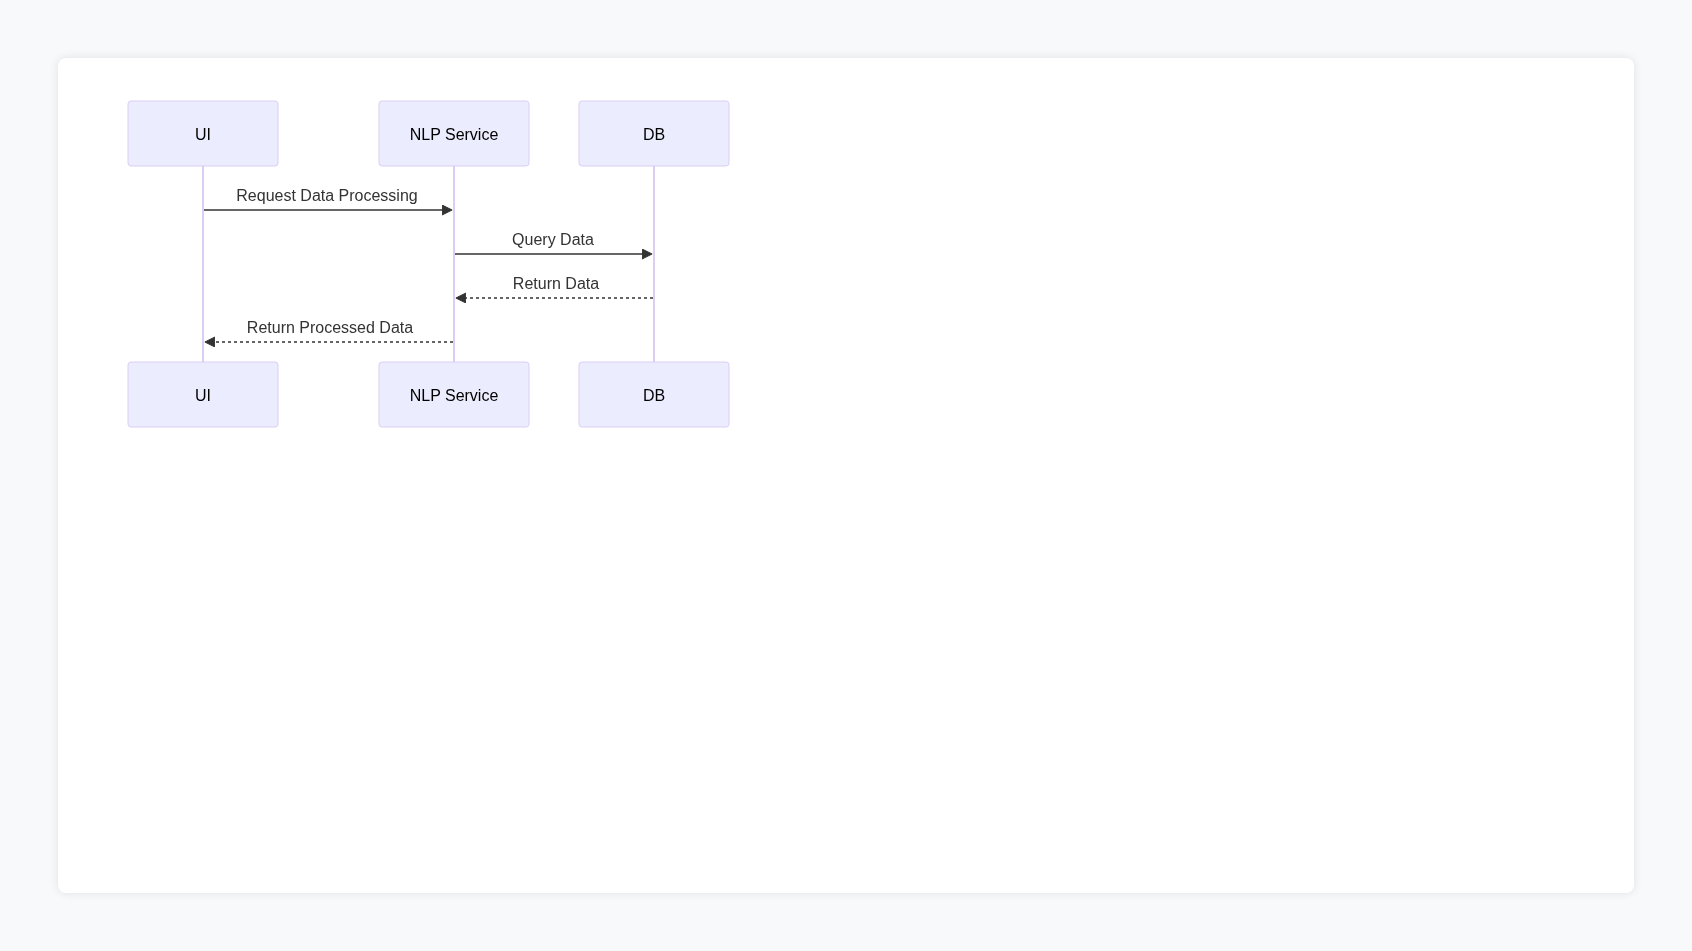 UI
NLP Service
DB
Request Data Processing
Query Data
Return Data
Return Processed Data
UI
NLP Service
DB